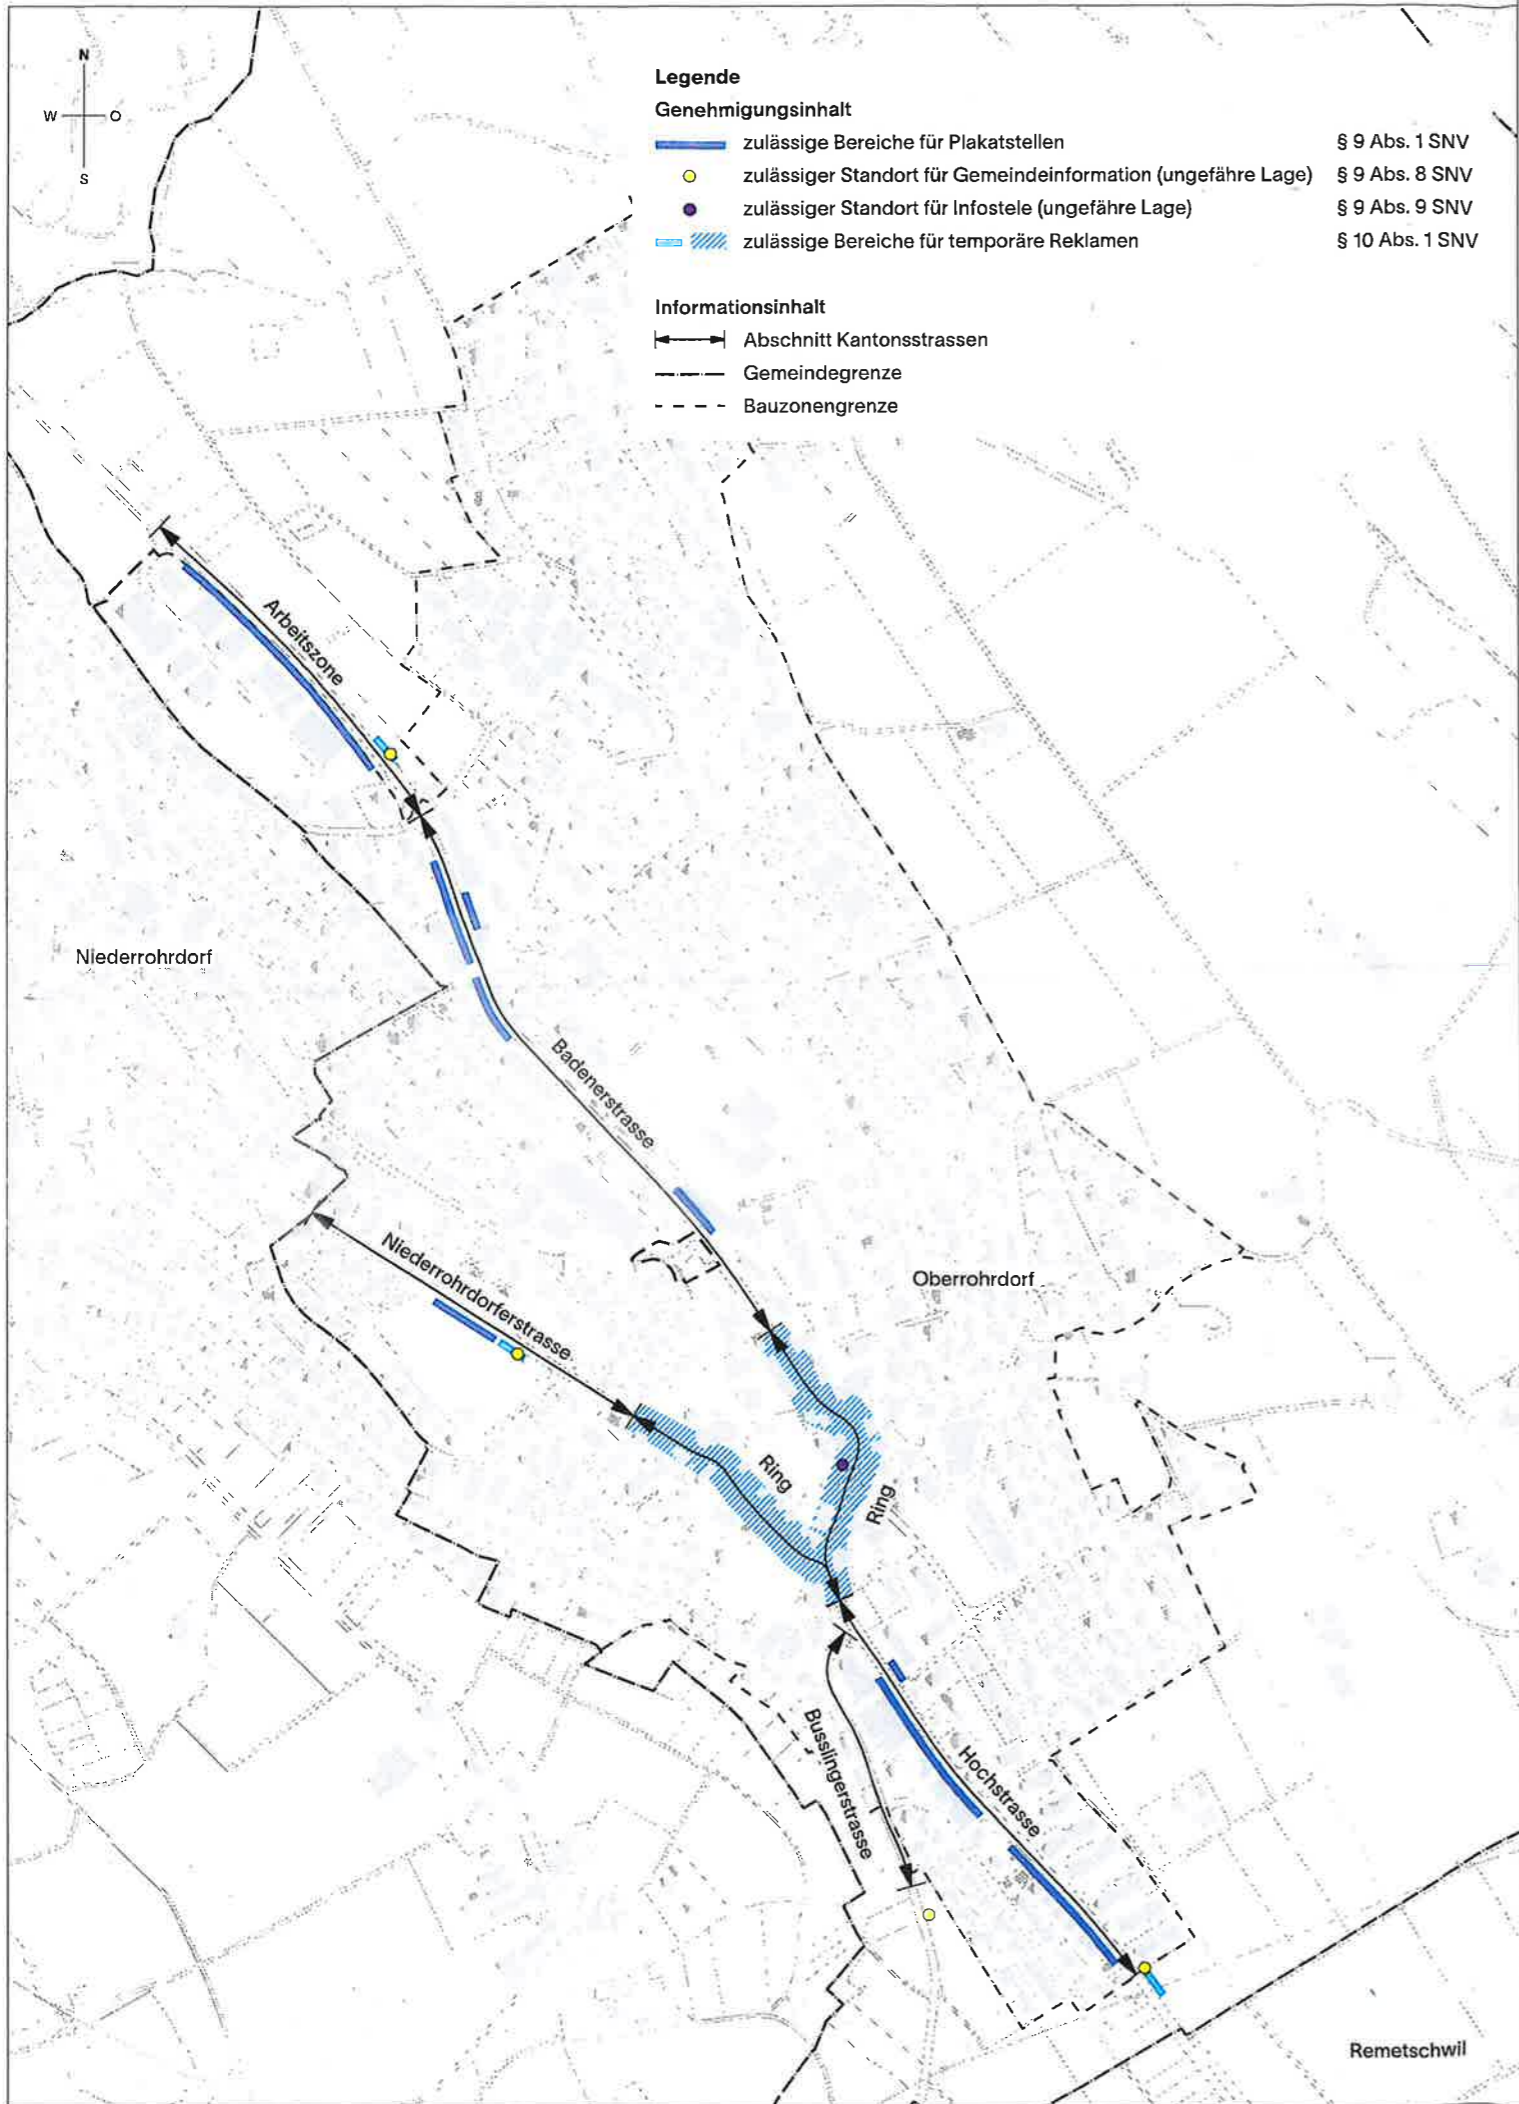 N
W O
S
Legende
Genehmigungsinhalt
zulässige Bereiche für Plakatstellen § 9 Abs. 1 SNV
zulässiger Standort für Gemeindeinformation (ungefähre Lage) § 9 Abs. 8 SNV
zulässiger Standort für Infostele (ungefähre Lage) § 9 Abs. 9 SNV
zulässige Bereiche für temporäre Reklamen § 10 Abs. 1 SNV
Informationsinhalt
Abschnitt Kantonsstrassen
Gemeindegrenze
Bauzonengrenze
Arbeitszone
Niederrohrdorf
Badenerstrasse
Niederrohrdorferstrasse
Oberrohrdorf
Ring
Ring
Busslingerstrasse
Hochstrasse
Remetschwil